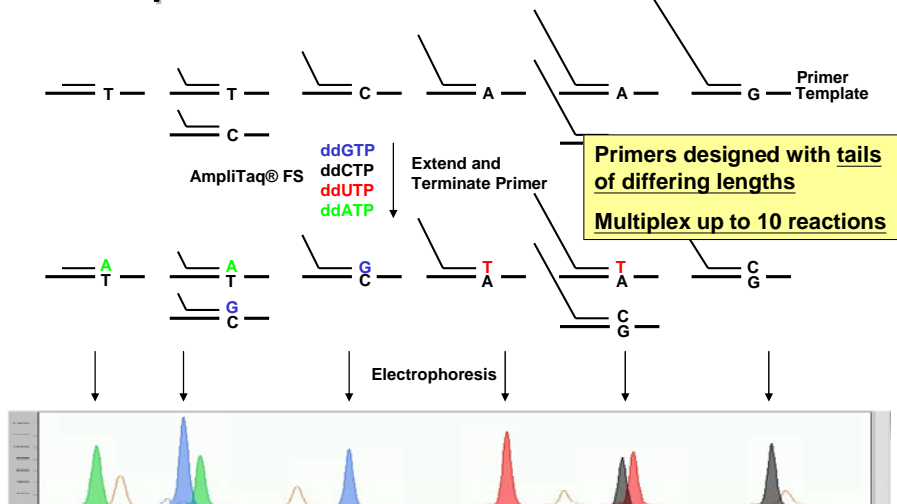 T T C A A G Primer
Template
C
AmpliTaq® FS
ddGTP
ddCTP
ddUTP
ddATP
Extend and
Terminate Primer
Primers designed with tails
of differing lengths
Multiplex up to 10 reactions
A A G T T C
T T C A A G
G C
C G
Electrophoresis